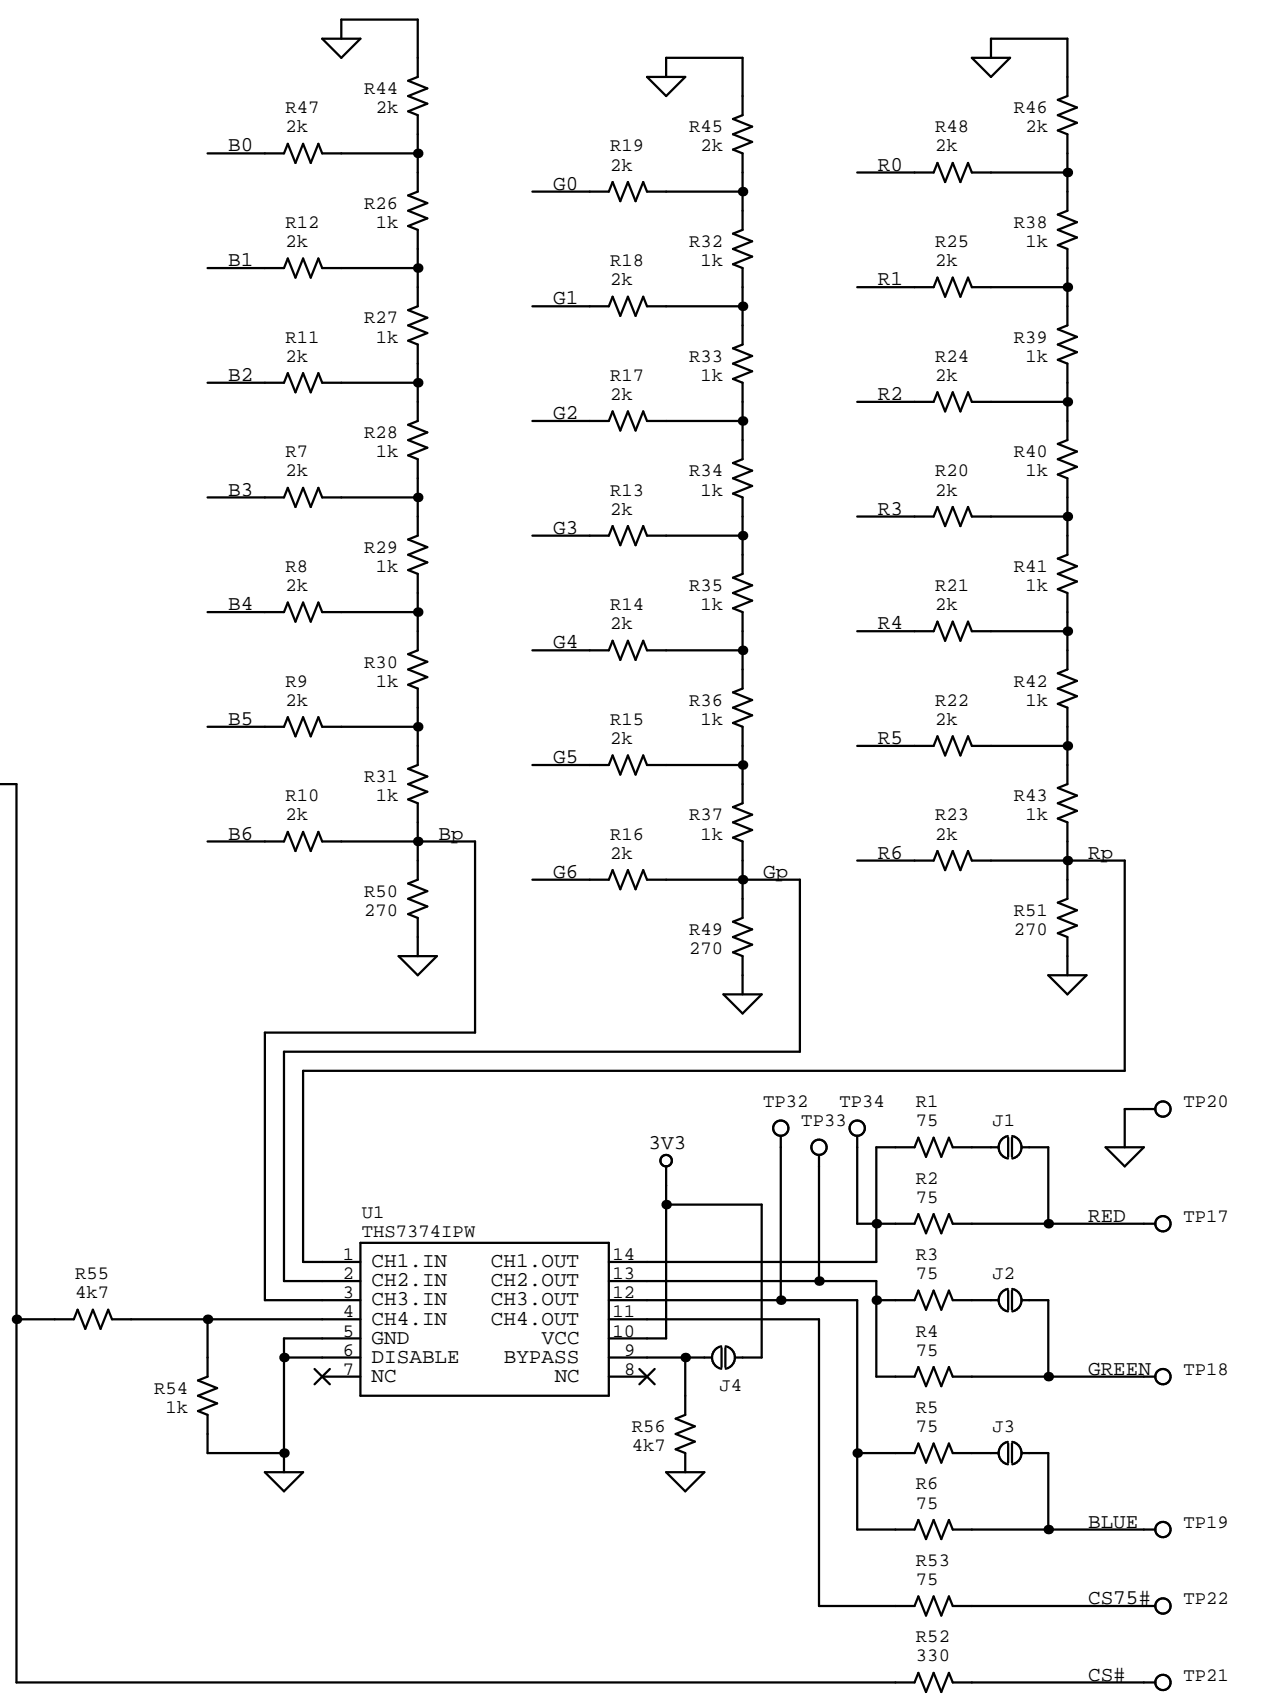 R44
2k
R47
2k
B0
R26
1k
R12
2k
B1
R27
1k
R11
2k
B2
R28
1k
R7
2k
B3
R29
1k
R8
2k
B4
R30
1k
R9
2k
B5
R31
1k
R10
2k
B6
Bp
R50
270
R45
2k
R19
2k
G0
R32
1k
R18
2k
G1
R33
1k
R17
2k
G2
R34
1k
R13
2k
G3
R35
1k
R14
2k
G4
R36
1k
R15
2k
G5
R37
1k
R16
2k
G6
Gp
R49
270
R46
2k
R48
2k
R0
R38
1k
R25
2k
R1
R39
1k
R24
2k
R2
R40
1k
R20
2k
R3
R41
1k
R21
2k
R4
R42
1k
R22
2k
R5
R43
1k
R23
2k
R6
Rp
R51
270
TP32
TP33
TP34
3V3
U1
THS7374IPW
1 CH1.IN CH1.OUT 14
2 CH2.IN CH2.OUT 13
3 CH3.IN CH3.OUT 12
4 CH4.IN CH4.OUT 11
5 GND VCC 10
6 DISABLE BYPASS 9
7 NC NC 8
R55
4k7
R54
1k
J4
R56
4k7
R1
75
J1
TP20
R2
75
RED TP17
R3
75
J2
R4
75
GREEN TP18
R5
75
J3
R6
75
BLUE TP19
R53
75
CS75# TP22
R52
330
CS# TP21